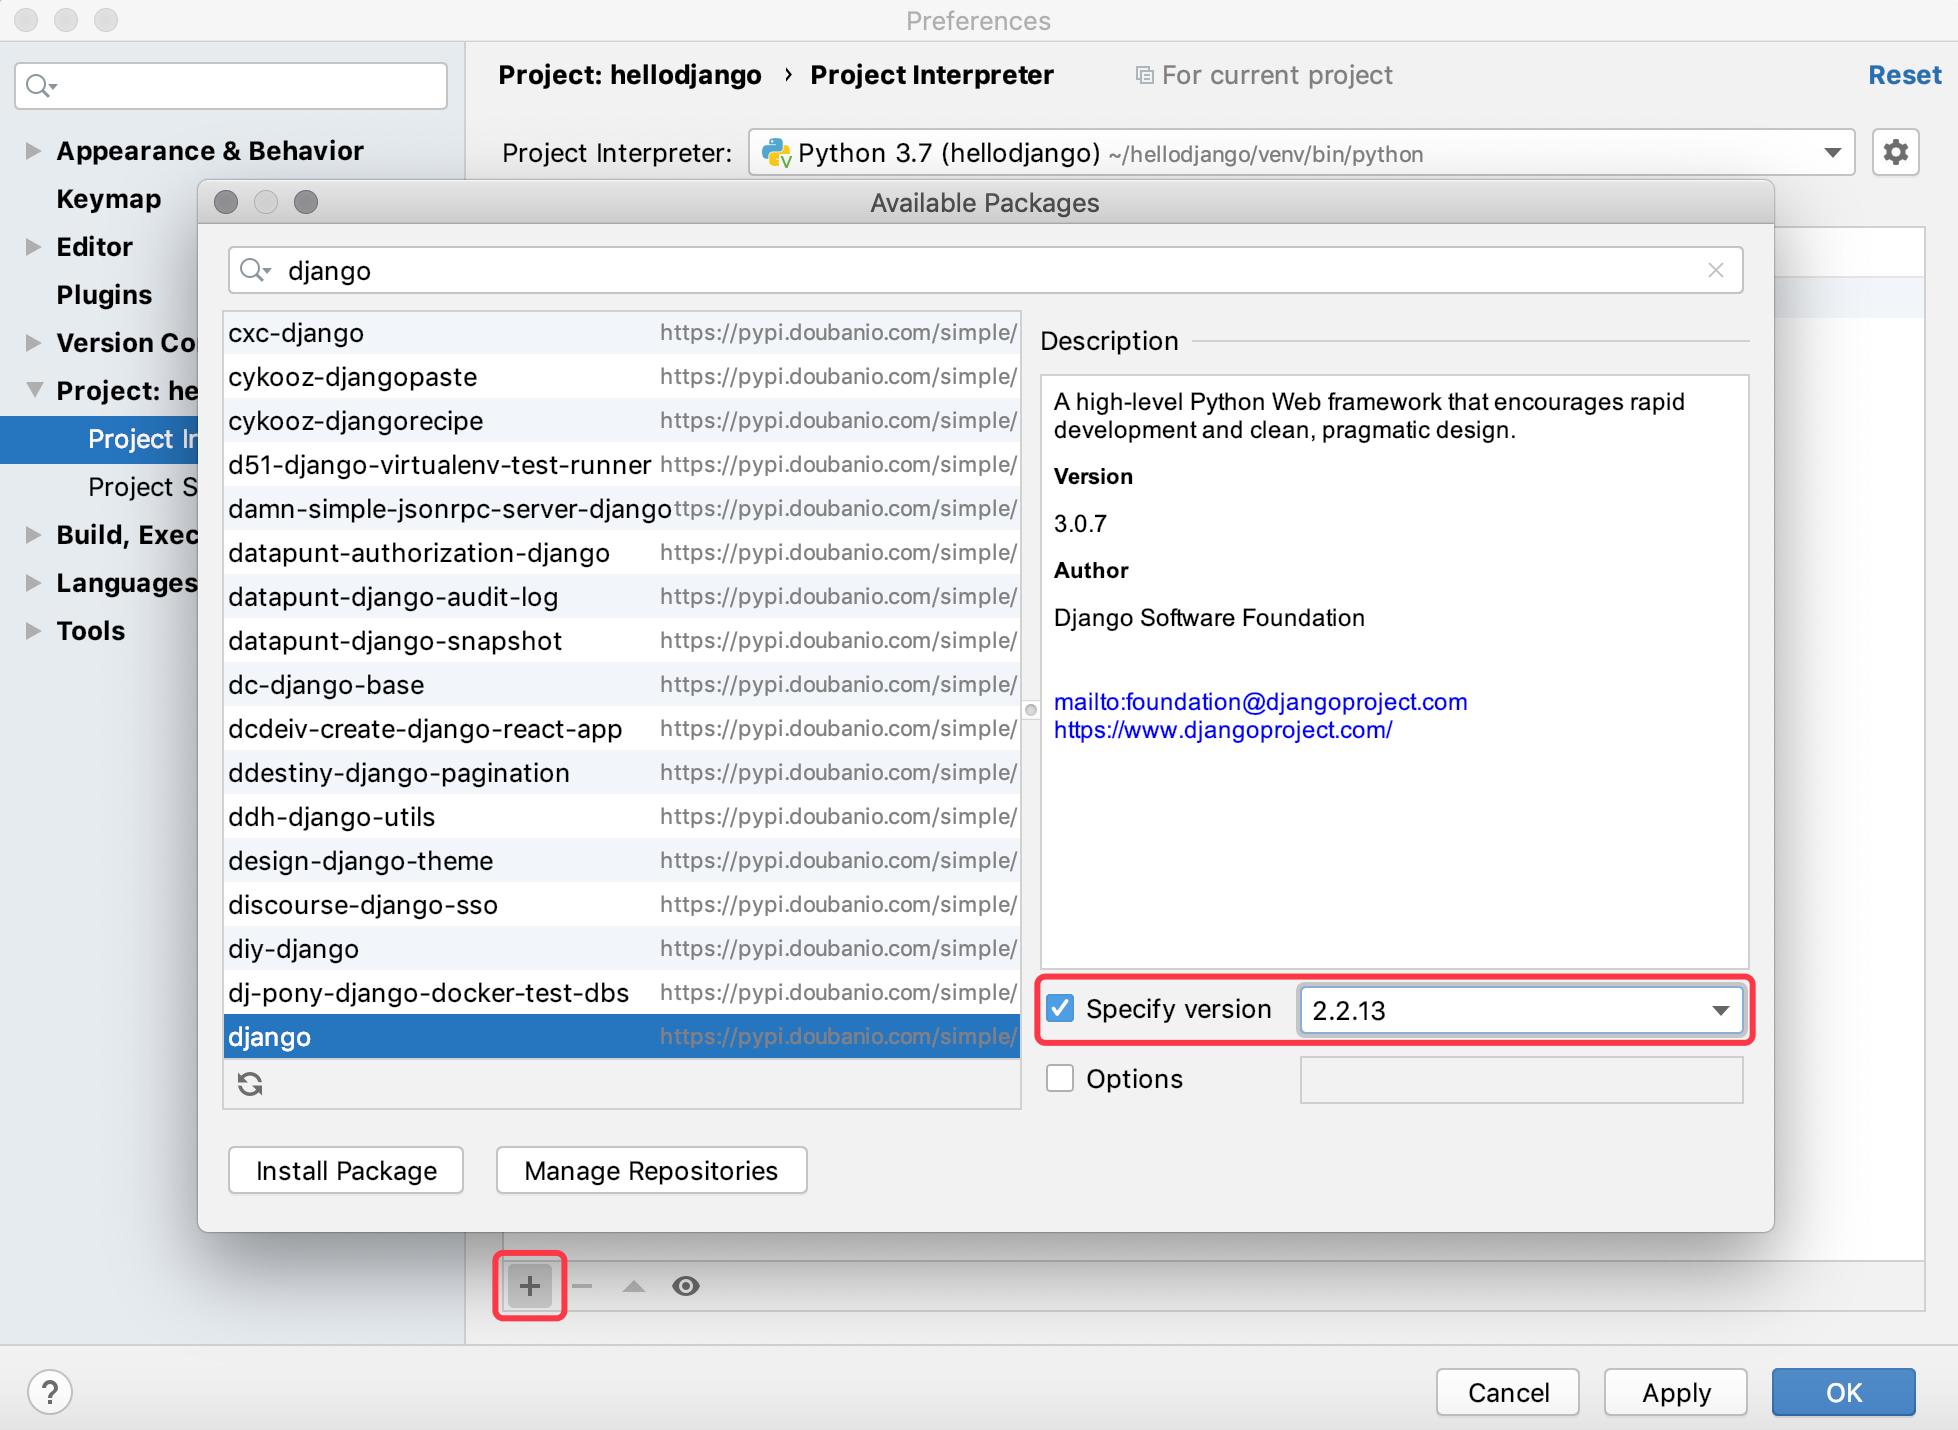 Preferences
Project: hellodjango › Project Interpreter
For current project
Reset
Project Interpreter:
Python 3.7 (hellodjango) ~/hellodjango/venv/bin/python
Appearance & Behavior
Keymap
Editor
Plugins
Version Co
Project: he
Project In
Project S
Build, Exec
Languages
Tools
Available Packages
django
cxc-django https://pypi.doubanio.com/simple/
cykooz-djangopaste https://pypi.doubanio.com/simple/
cykooz-djangorecipe https://pypi.doubanio.com/simple/
d51-django-virtualenv-test-runner https://pypi.doubanio.com/simple/
damn-simple-jsonrpc-server-django ttps://pypi.doubanio.com/simple/
datapunt-authorization-django https://pypi.doubanio.com/simple/
datapunt-django-audit-log https://pypi.doubanio.com/simple/
datapunt-django-snapshot https://pypi.doubanio.com/simple/
dc-django-base https://pypi.doubanio.com/simple/
dcdeiv-create-django-react-app https://pypi.doubanio.com/simple/
ddestiny-django-pagination https://pypi.doubanio.com/simple/
ddh-django-utils https://pypi.doubanio.com/simple/
design-django-theme https://pypi.doubanio.com/simple/
discourse-django-sso https://pypi.doubanio.com/simple/
diy-django https://pypi.doubanio.com/simple/
dj-pony-django-docker-test-dbs https://pypi.doubanio.com/simple/
django https://pypi.doubanio.com/simple/
Description
A high-level Python Web framework that encourages rapid
development and clean, pragmatic design.
Version
3.0.7
Author
Django Software Foundation
mailto:foundation@djangoproject.com
https://www.djangoproject.com/
Specify version
2.2.13
Options
Install Package
Manage Repositories
?
Cancel
Apply
OK